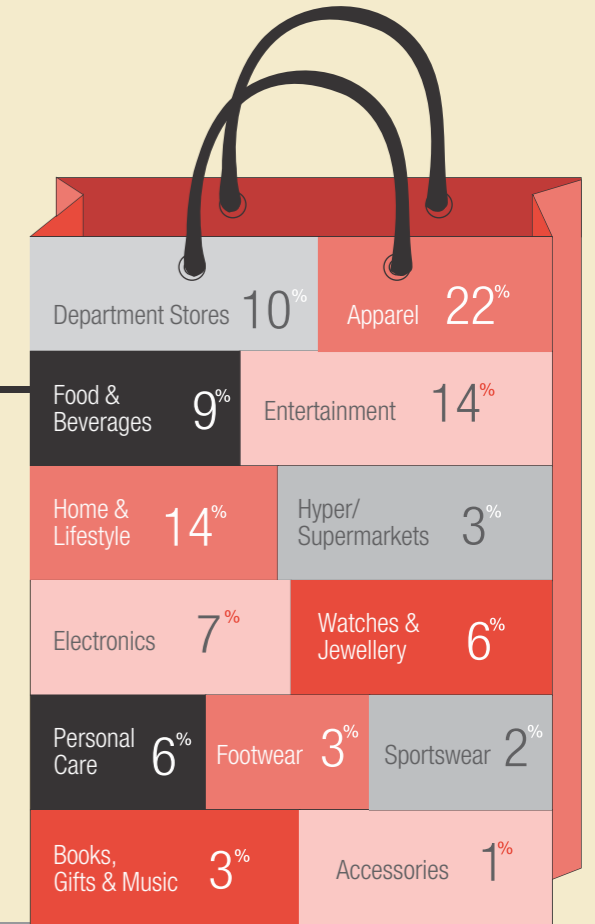 Department Stores 10%
Apparel 22%
Food &
Beverages 9%
Entertainment 14%
Home &
Lifestyle 14%
Hyper/
Supermarkets 3%
Electronics 7%
Watches &
Jewellery 6%
Personal
Care 6%
Footwear 3%
Sportswear 2%
Books,
Gifts & Music 3%
Accessories 1%